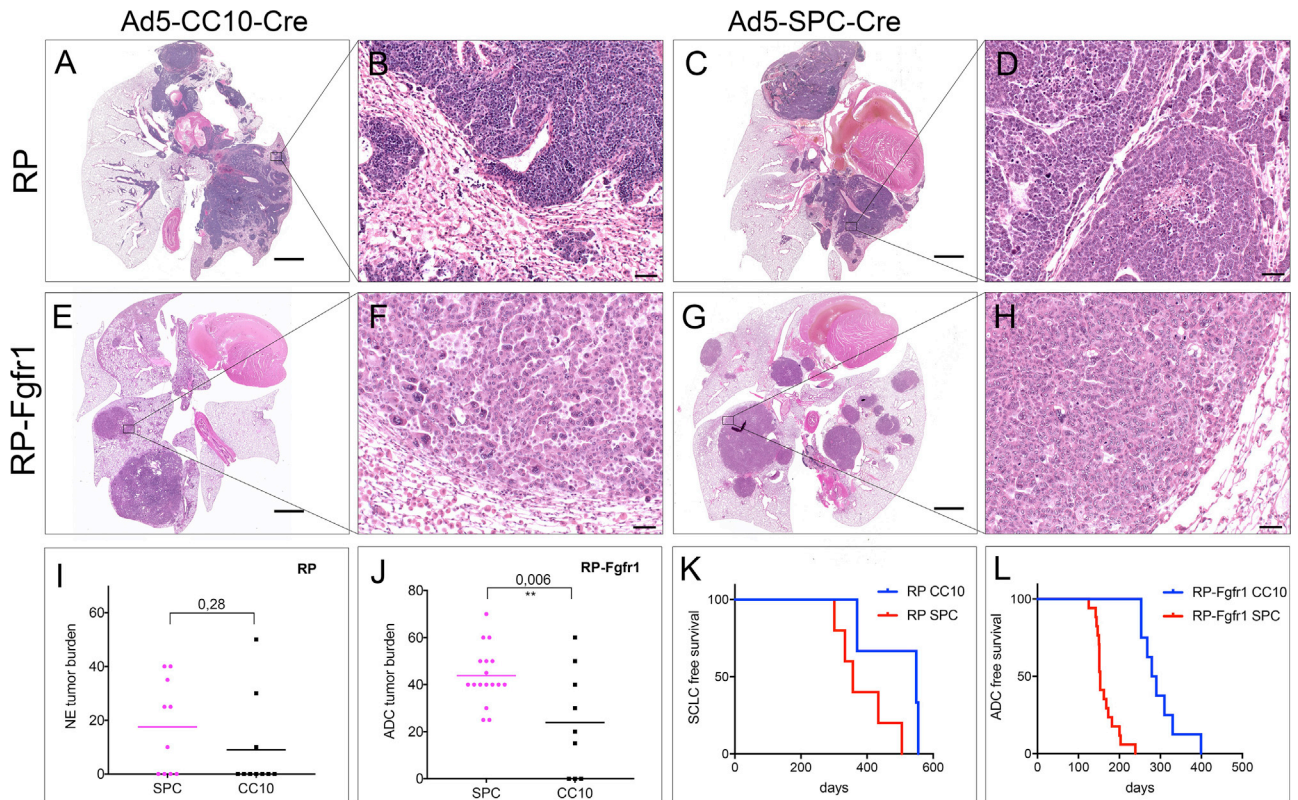 Ad5-CC10-Cre
Ad5-SPC-Cre
RP
A
B
C
D
RP-Fgfr1
E
F
G
H
I
RP
0,28
NE tumor burden
60
40
20
0
SPC
CC10
J
RP-Fgfr1
0,006
**
ADC tumor burden
80
60
40
20
0
SPC
CC10
K
RP CC10
RP SPC
SCLC free survival
100
50
0
0 200 400 600
days
L
RP-Fgfr1 CC10
RP-Fgfr1 SPC
ADC free survival
100
50
0
0 100 200 300 400 500
days